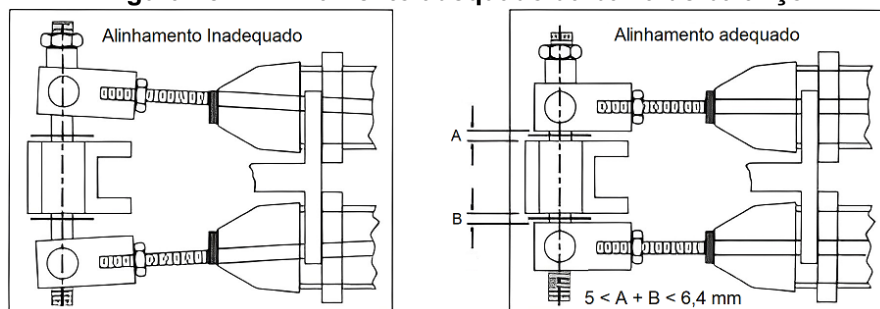 Alinhamento Inadequado
Alinhamento adequado
A
B
5 < A + B < 6,4 mm